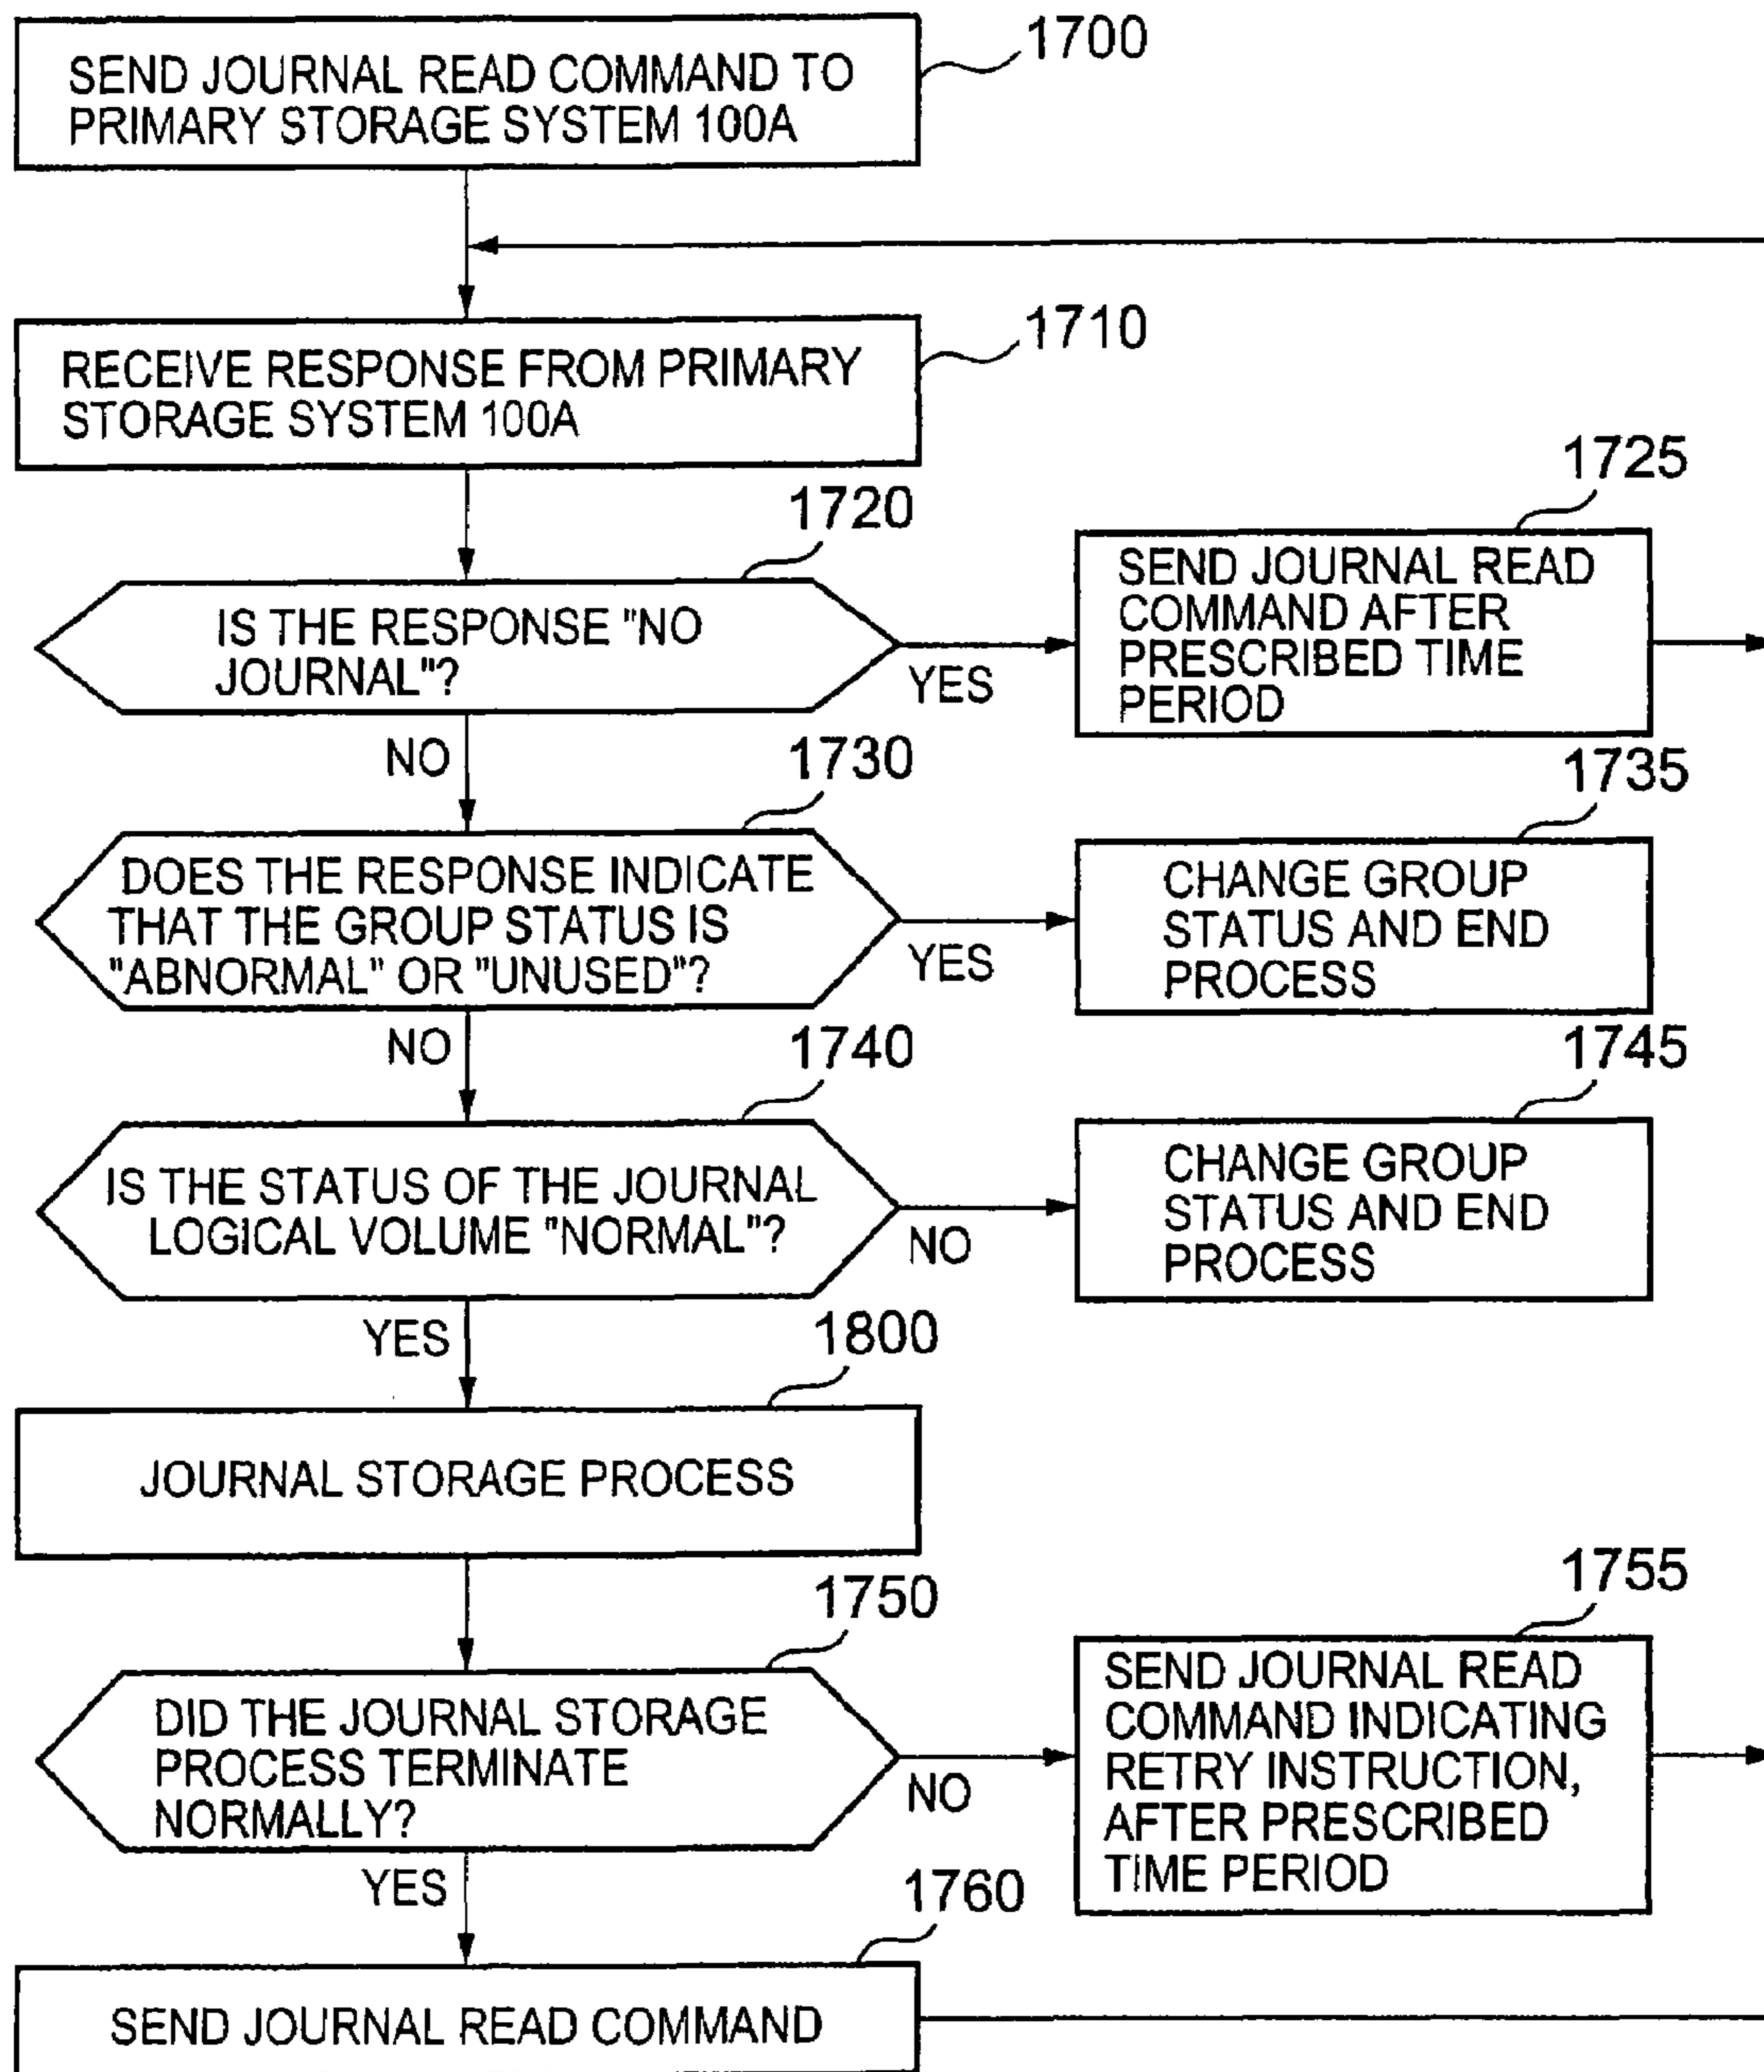 1700
SEND JOURNAL READ COMMAND TO
PRIMARY STORAGE SYSTEM 100A
1710
RECEIVE RESPONSE FROM PRIMARY
STORAGE SYSTEM 100A
1720
IS THE RESPONSE "NO
JOURNAL"?
YES
1725
SEND JOURNAL READ
COMMAND AFTER
PRESCRIBED TIME
PERIOD
NO
1730
DOES THE RESPONSE INDICATE
THAT THE GROUP STATUS IS
"ABNORMAL" OR "UNUSED"?
YES
1735
CHANGE GROUP
STATUS AND END
PROCESS
NO
1740
IS THE STATUS OF THE JOURNAL
LOGICAL VOLUME "NORMAL"?
NO
1745
CHANGE GROUP
STATUS AND END
PROCESS
YES
1800
JOURNAL STORAGE PROCESS
1750
DID THE JOURNAL STORAGE
PROCESS TERMINATE
NORMALLY?
NO
1755
SEND JOURNAL READ
COMMAND INDICATING
RETRY INSTRUCTION,
AFTER PRESCRIBED
TIME PERIOD
YES
1760
SEND JOURNAL READ COMMAND